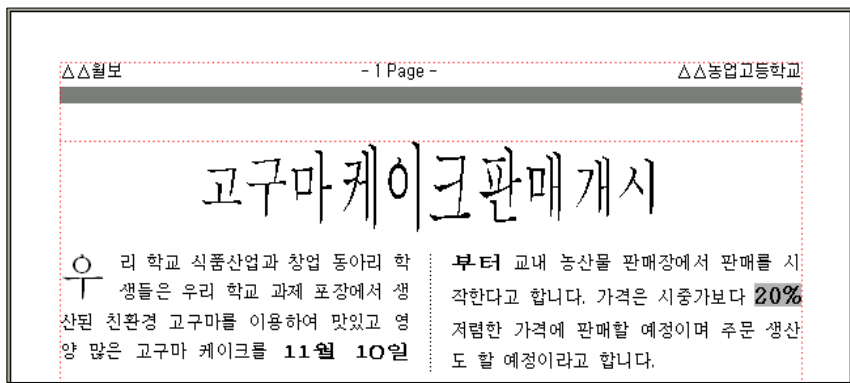 △△월보 - 1 Page - △△농업고등학교
고구마케이크판매개시
우리 학교 식품산업과 창업 동아리 학
생들은 우리 학교 과제 포장에서 생
산된 친환경 고구마를 이용하여 맛있고 영
양 많은 고구마 케이크를 11월 10일
부터 교내 농산물 판매장에서 판매를 시
작한다고 합니다. 가격은 시중가보다 20%
저렴한 가격에 판매할 예정이며 주문 생산
도 할 예정이라고 합니다.